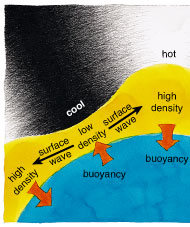 hot
cool
high
density
surface
wave
low
density
surface
wave
high
density
buoyancy
buoyancy